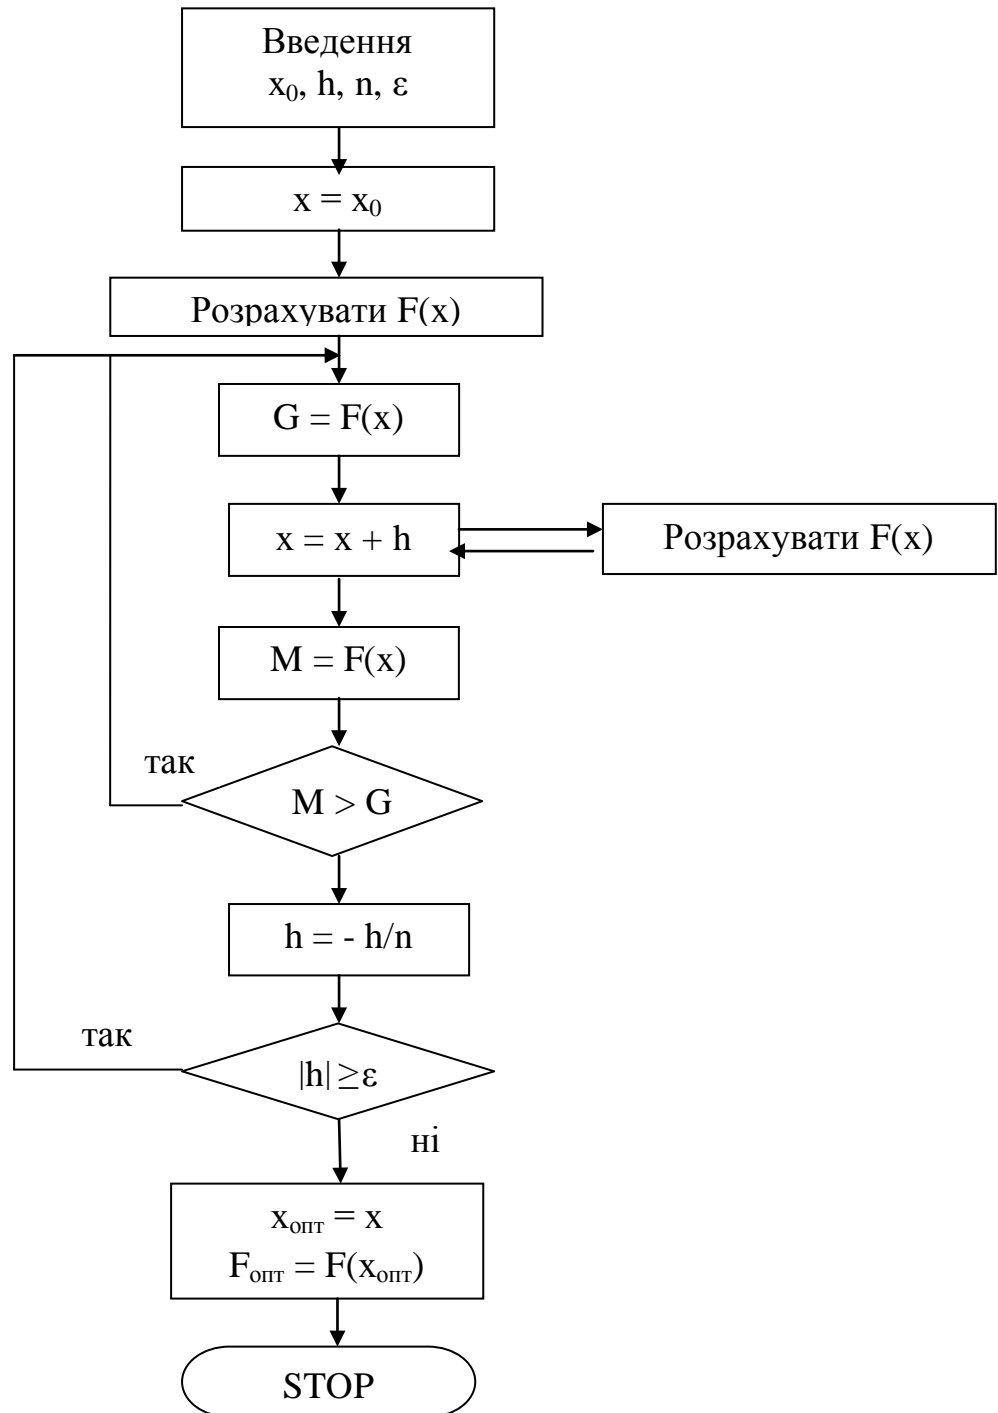 Введення
x₀, h, n, ε
x = x₀
Розрахувати F(x)
G = F(x)
x = x + h
Розрахувати F(x)
M = F(x)
так
M > G
h = - h/n
так
|h| ≥ε
ні
xопт = x
Fопт = F(xопт)
STOP